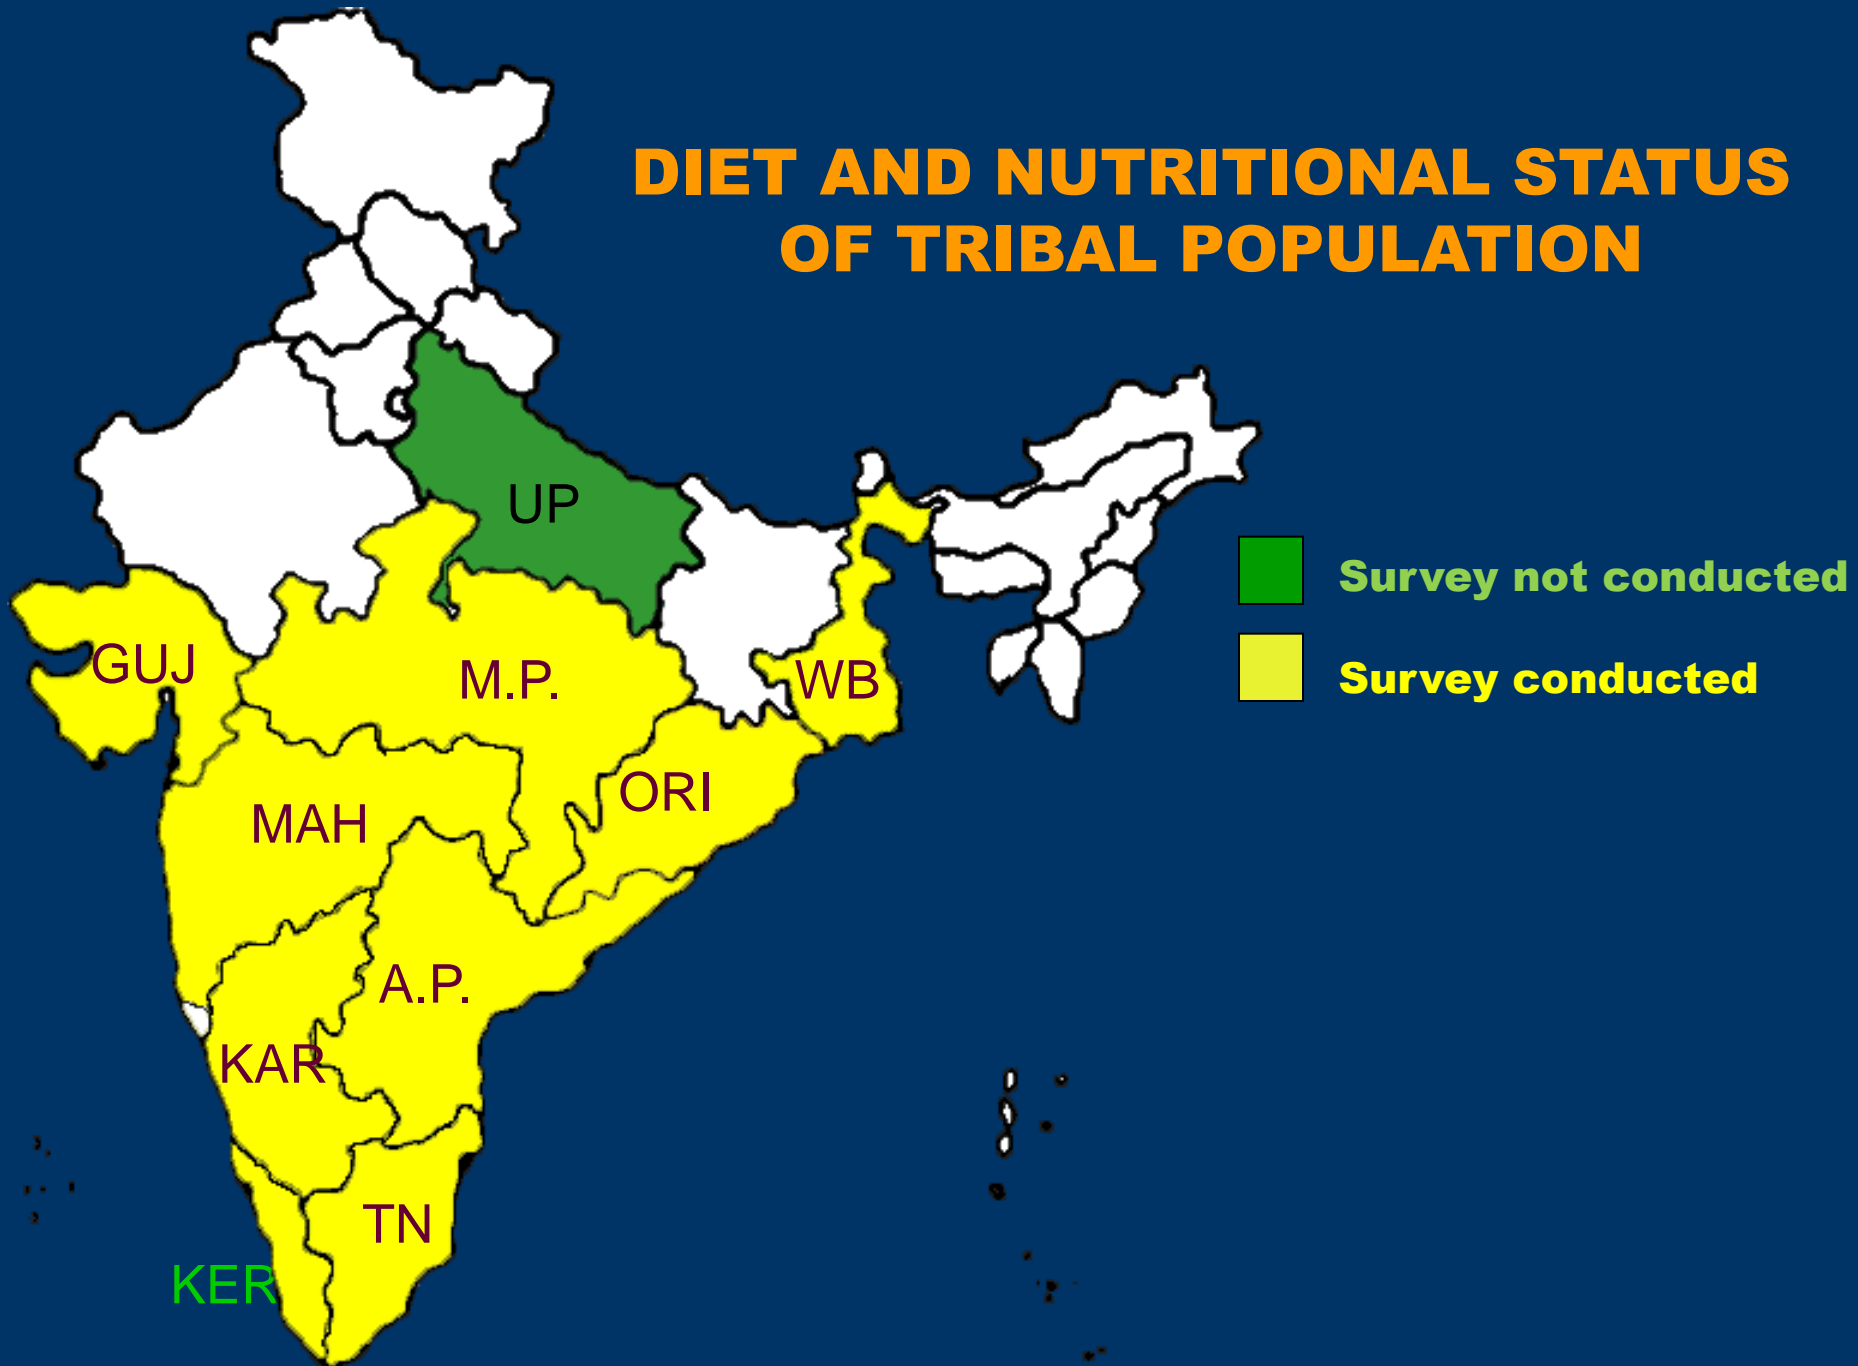 DIET AND NUTRITIONAL STATUS
OF TRIBAL POPULATION
UP
Survey not conducted
GUJ
M.P.
WB
Survey conducted
ORI
MAH
A.P.
KAR
TN
KER